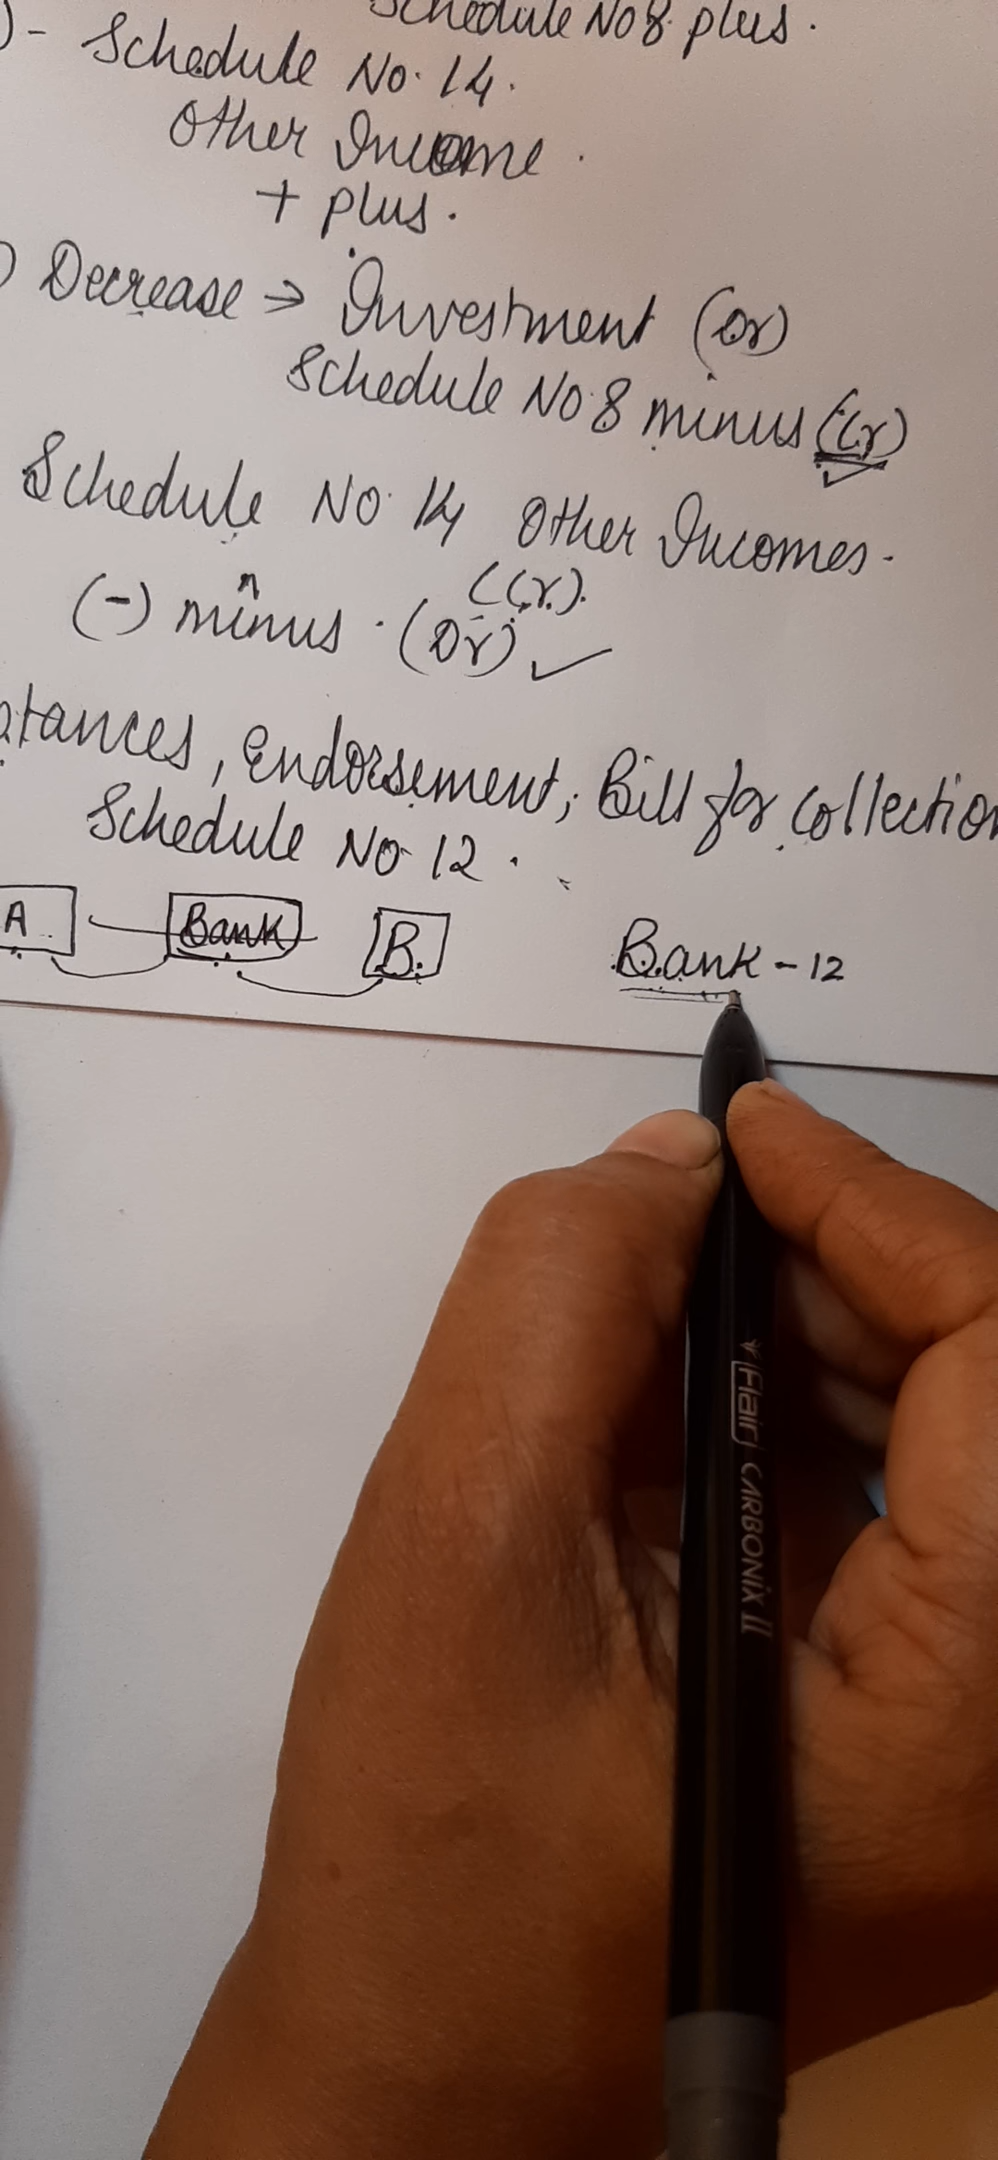 Schedule No 8 plus.
)- Schedule No. 14.
Other Income.
+ plus.
) Decrease → Investment (Dr)
Schedule No 8 minus (Cr)
Schedule No 14 Other Incomes.
(Cr).
(-) minus. (Dr) ✓
tances, Endorsement, Bill for Collection
Schedule No 12.
A Bank B. Bank - 12
Flair CARBONIX II